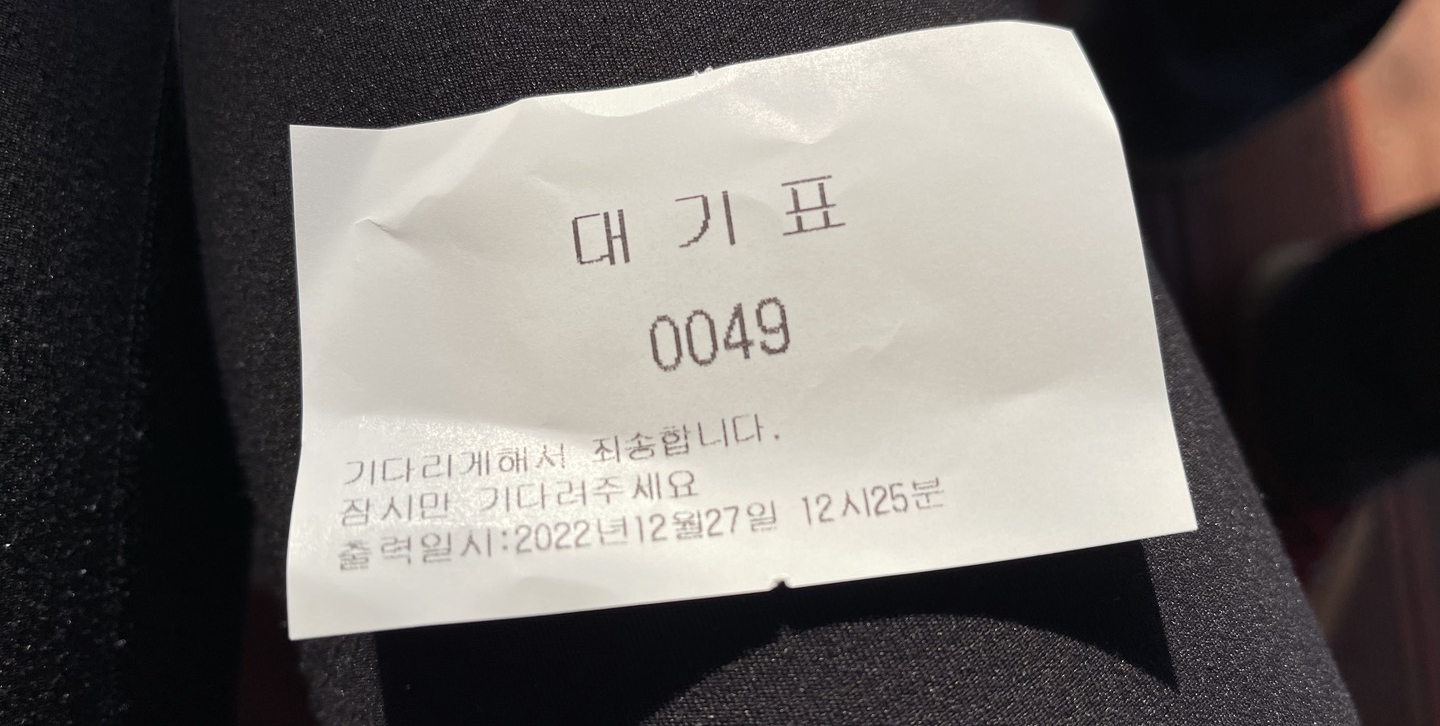 대 기 표
0049
기다리게해서 죄송합니다.
잠시만 기다려주세요
출력일시:2022년12월27일 12시25분